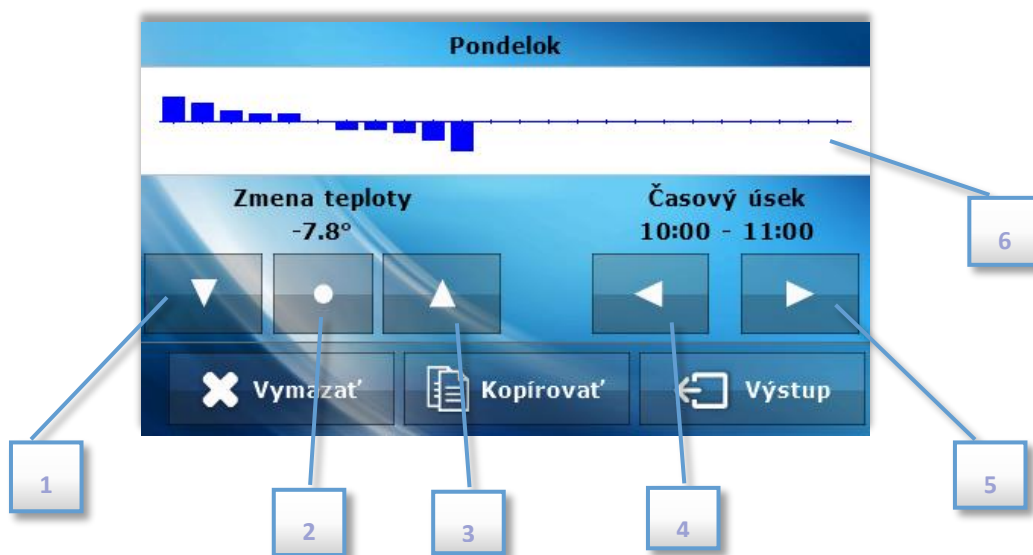 Pondelok
Zmena teploty
-7.8°
Časový úsek
10:00 - 11:00
6
Vymazať
Kopírovať
Výstup
1
2
3
4
5